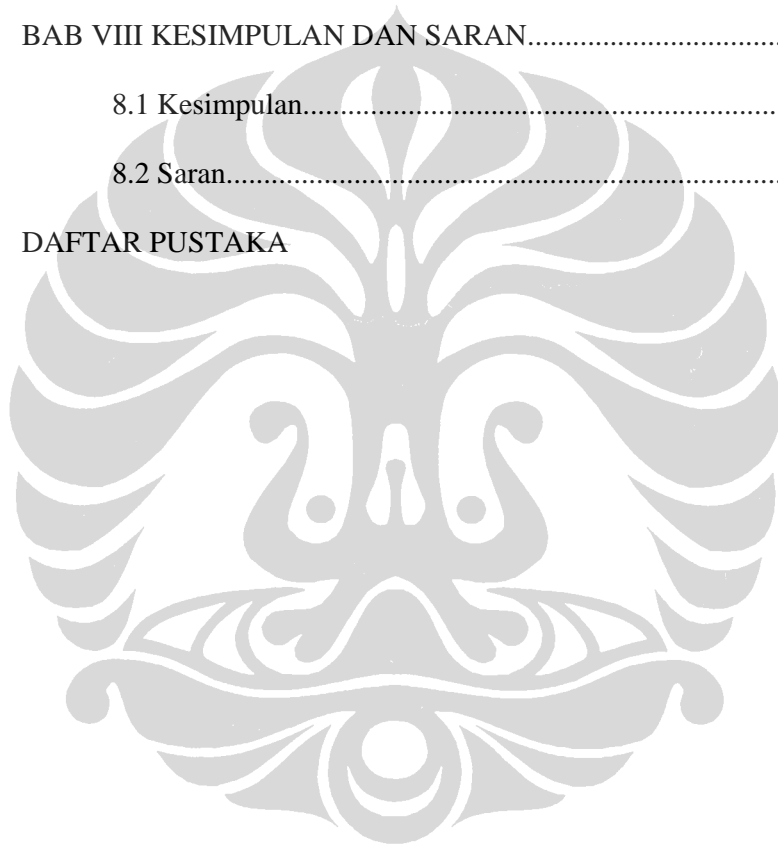 BAB VIII KESIMPULAN DAN SARAN..................................
8.1 Kesimpulan................................................................
8.2 Saran..........................................................................
DAFTAR PUSTAKA